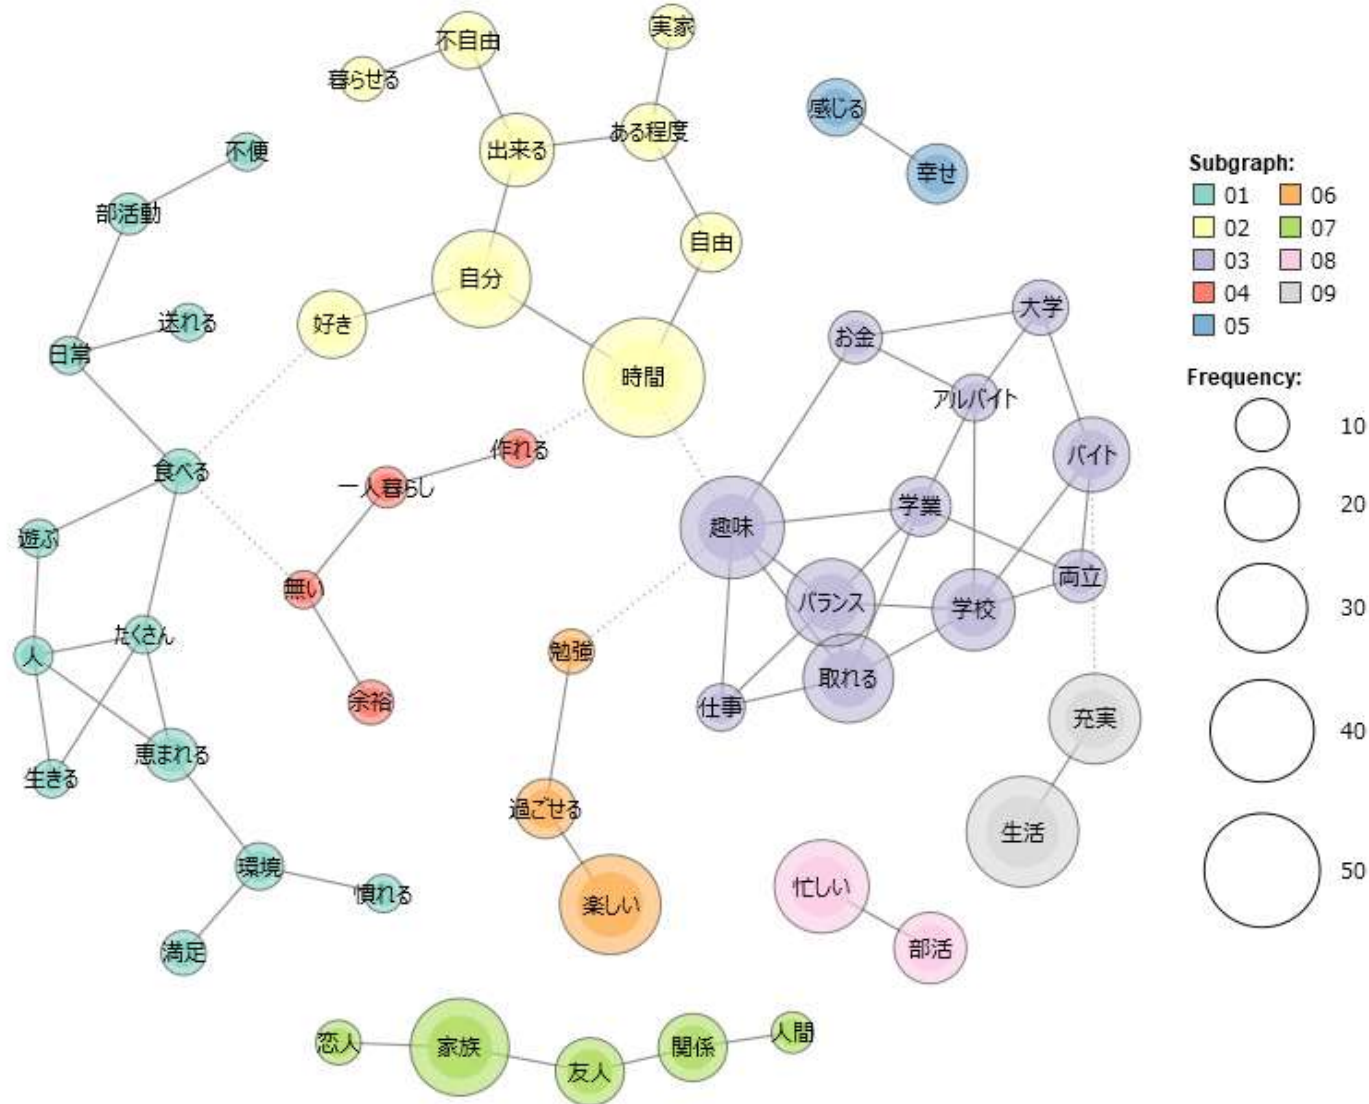 実家
不自由
暮らせる
感じる
ある程度
出来る
不便
幸せ
部活動
自由
自分
大学
送れる
好き
お金
日常
時間
アルバイト
作れる
バイト
食べる
一人暮らし
学業
趣味
遊ぶ
両立
無い
バランス
学校
たくさん
勉強
人
取れる
余裕
仕事
充実
恵まれる
生きる
過ごせる
生活
環境
忙しい
慣れる
楽しい
満足
部活
恋人
家族
友人
関係
人間
Subgraph:
01 06
02 07
03 08
04 09
05
Frequency:
10
20
30
40
50